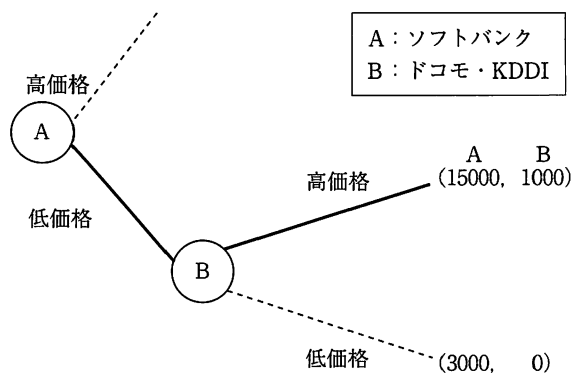 A：ソフトバンク
B：ドコモ・KDDI
高価格
A
低価格
B
高価格
A B
(15000, 1000)
低価格
(3000, 0)